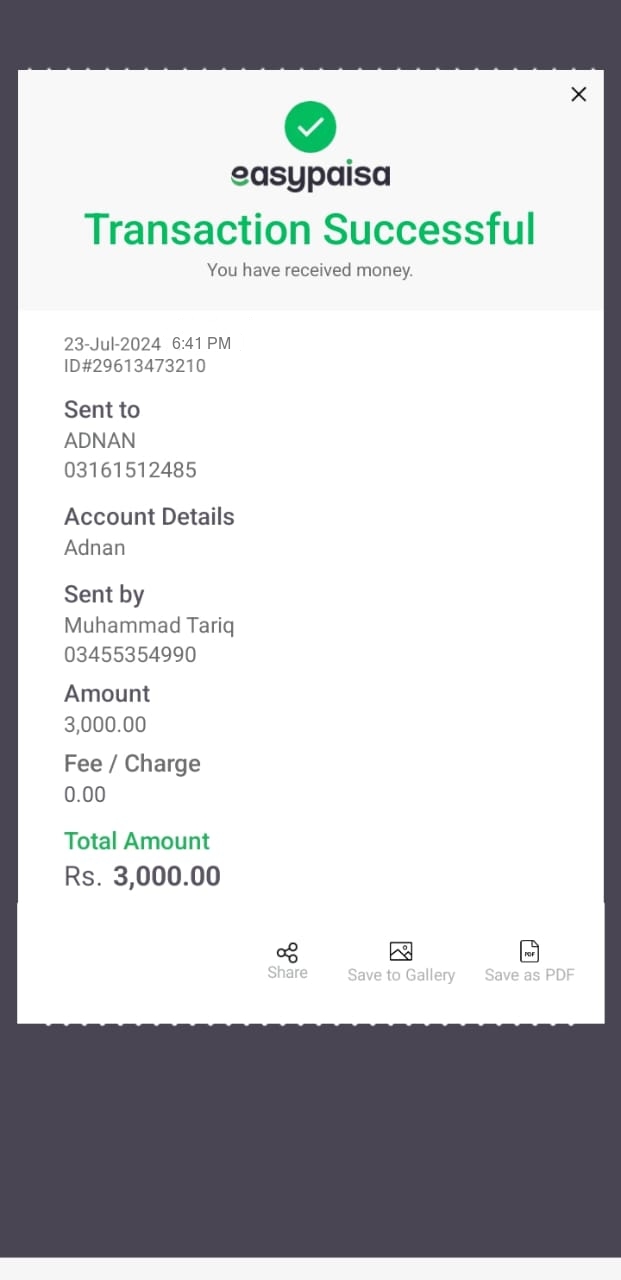 easypaisa
Transaction Successful
You have received money.
23-Jul-2024 6:41 PM
ID#29613473210
Sent to
ADNAN
03161512485
Account Details
Adnan
Sent by
Muhammad Tariq
03455354990
Amount
3,000.00
Fee / Charge
0.00
Total Amount
Rs. 3,000.00
Share
Save to Gallery
PDF
Save as PDF